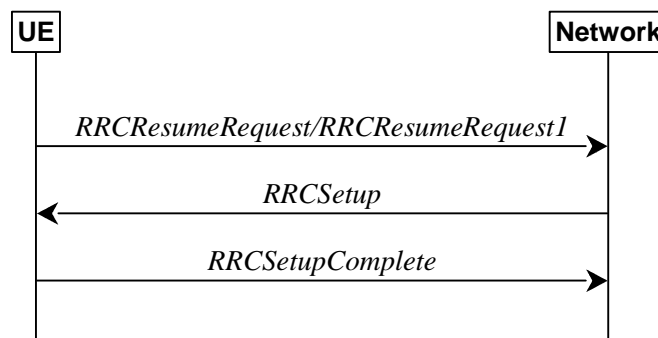 UE
Network
RRCResumeRequest/RRCResumeRequest1
RRCSetup
RRCSetupComplete